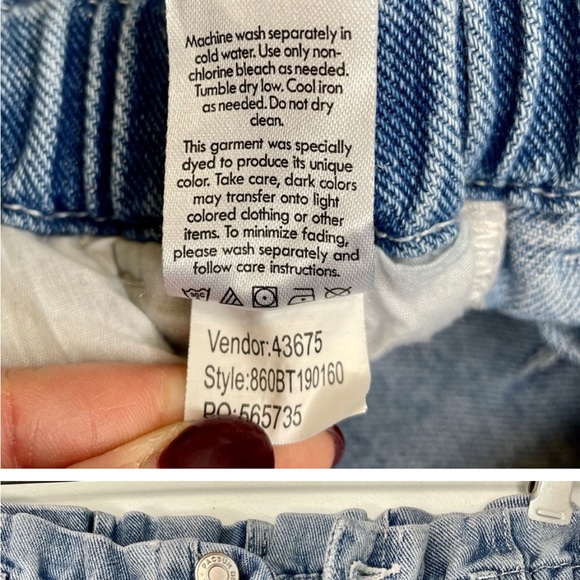 Machine wash separately in
cold water. Use only non-
chlorine bleach as needed.
Tumble dry low. Cool iron
as needed. Do not dry
clean.
This garment was specially
dyed to produce its unique
color. Take care, dark colors
may transfer onto light
colored clothing or other
items. To minimize fading,
please wash separately and
follow care instructions.
Vendor:43675
Style:860BT190160
PO:565735